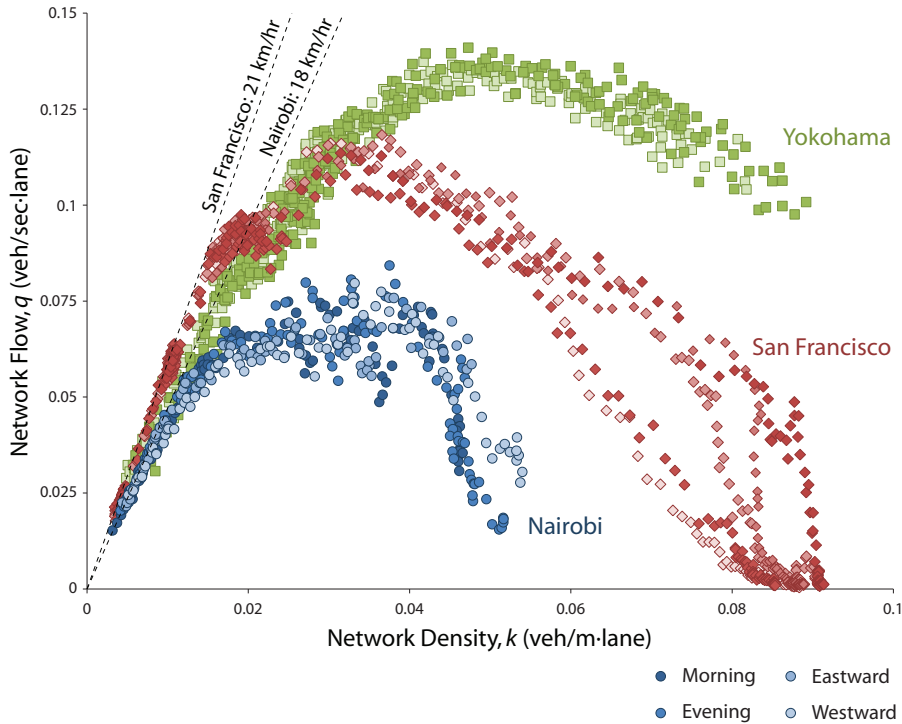 0.15
0.125
0.1
0.075
0.05
0.025
0
0
0.02
0.04
0.06
0.08
0.1
Network Flow, q (veh/sec·lane)
Network Density, k (veh/m·lane)
San Francisco: 21 km/hr
Nairobi: 18 km/hr
Yokohama
San Francisco
Nairobi
Morning
Eastward
Evening
Westward